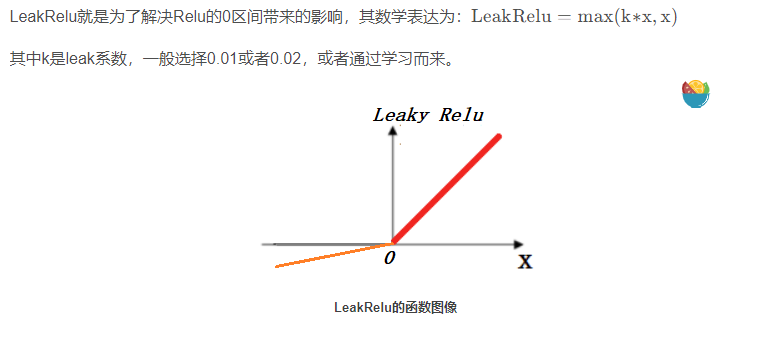 LeakRelu就是为了解决Relu的0区间带来的影响，其数学表达为：LeakRelu = max(k∗x, x)
其中k是leak系数，一般选择0.01或者0.02，或者通过学习而来。
Leaky Relu
0
X
LeakRelu的函数图像